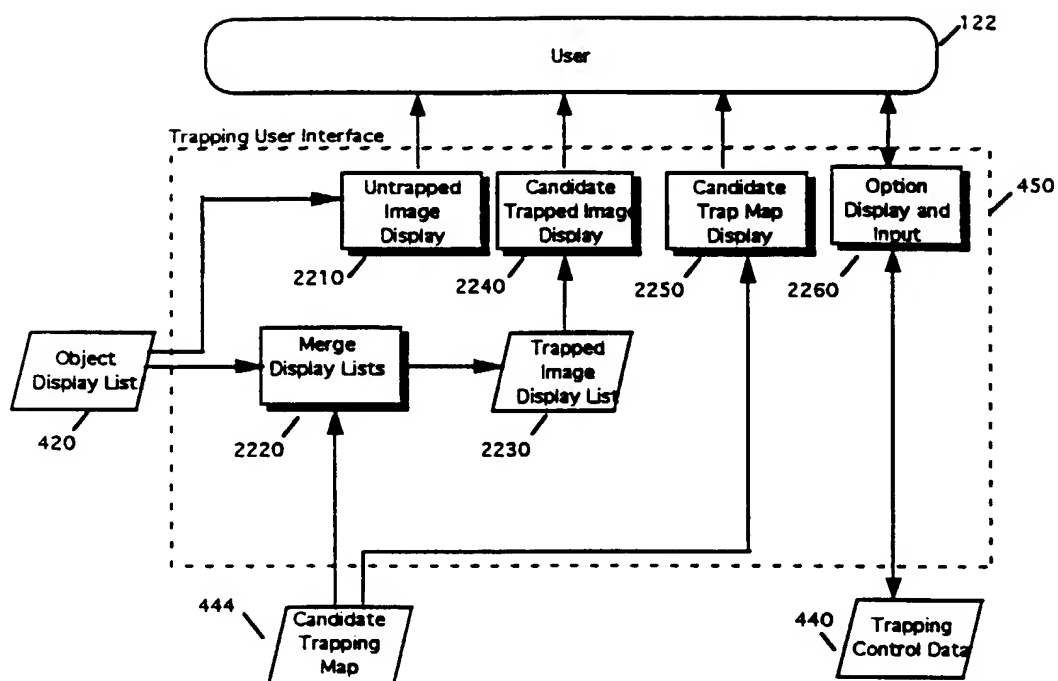 122
User
Trapping User Interface
Untrapped
Image
Display
Candidate
Trapped Image
Display
Candidate
Trap Map
Display
Option
Display and
Input
450
2210
2240
2250
2260
Object
Display List
Merge
Display Lists
Trapped
Image
Display List
420
2220
2230
444
Candidate
Trapping
Map
440
Trapping
Control Data